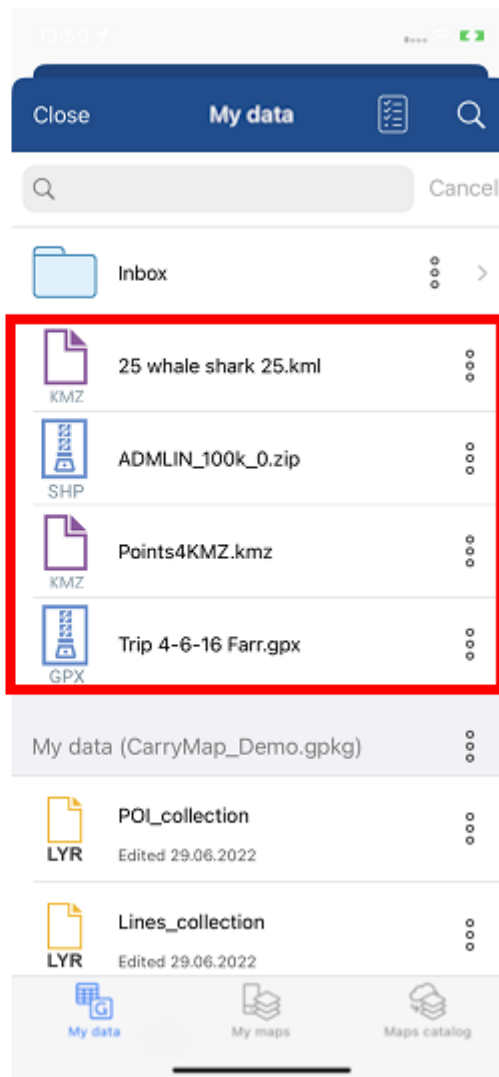 13:59
Close My data
Cancel
Inbox
25 whale shark 25.kml
KMZ
ADMLIN_100k_0.zip
SHP
Points4KMZ.kmz
KMZ
Trip 4-6-16 Farr.gpx
GPX
My data (CarryMap_Demo.gpkg)
POI_collection
LYR Edited 29.06.2022
Lines_collection
LYR Edited 29.06.2022
G
My data My maps Maps catalog